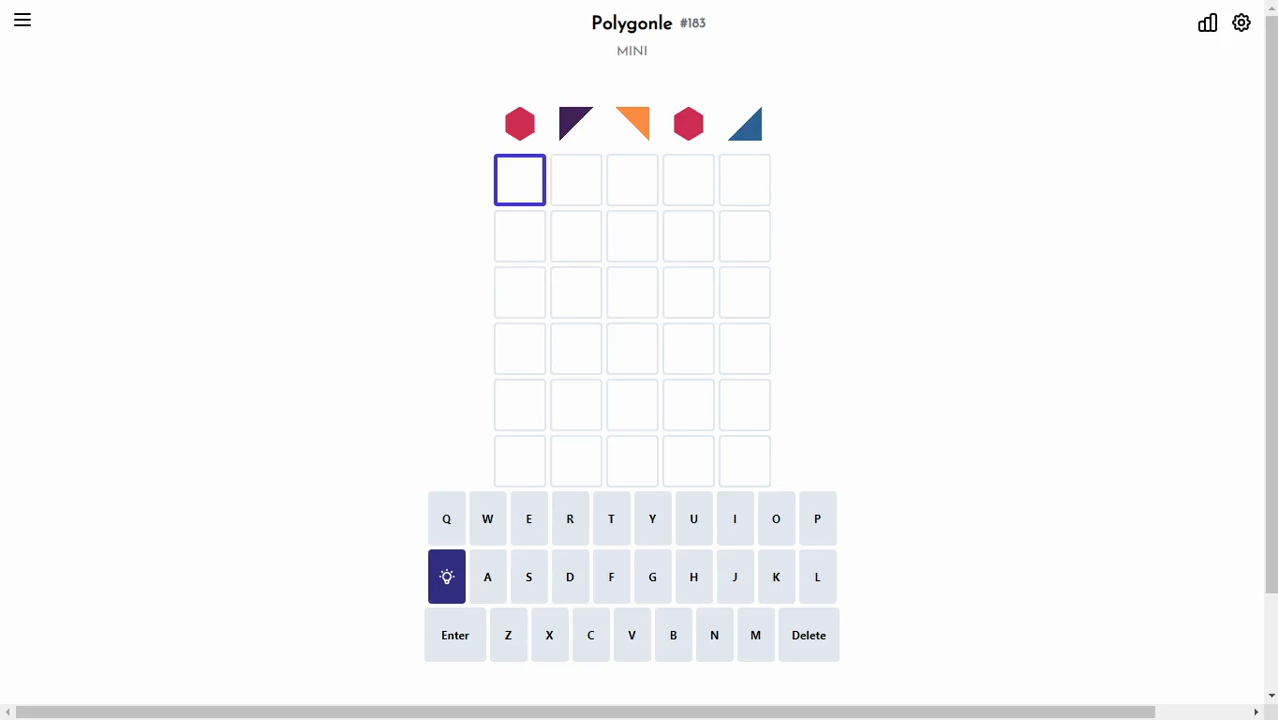 Polygonle #183
MINI
Q W E R T Y U I O P
A S D F G H J K L
Enter Z X C V B N M Delete